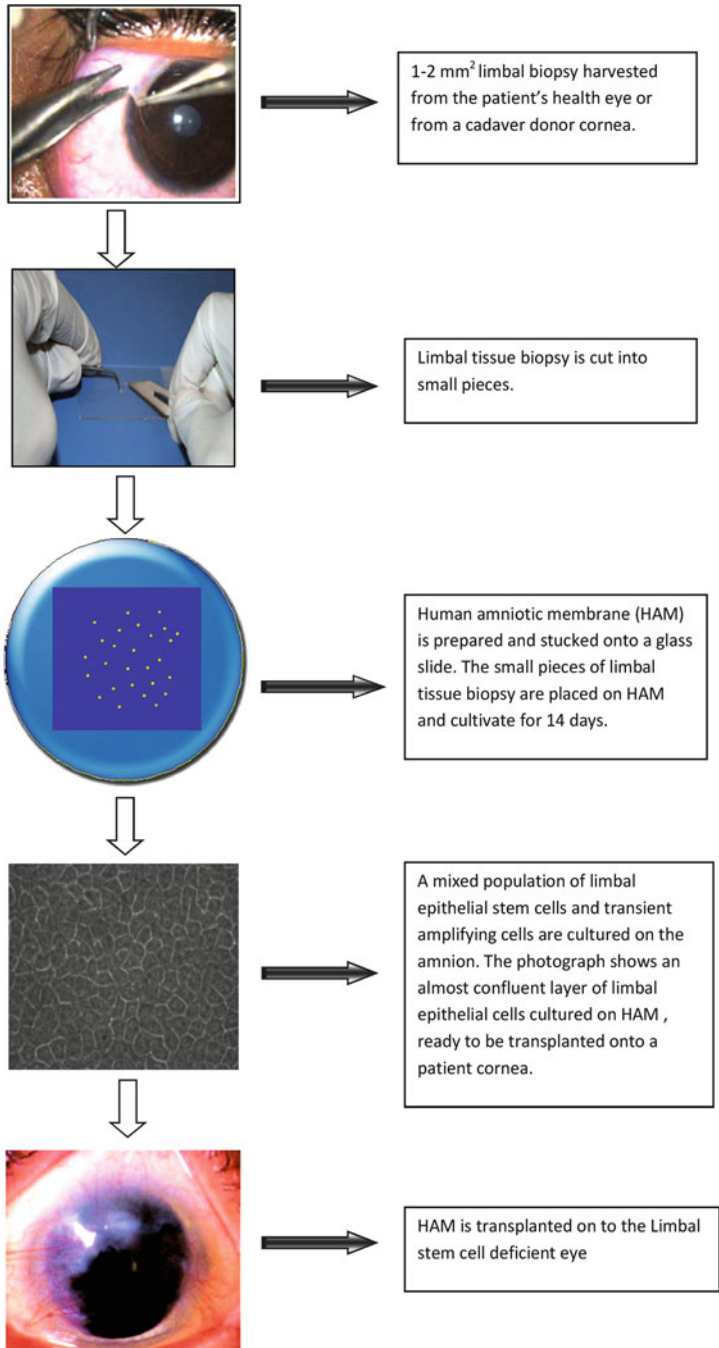 1-2 mm² limbal biopsy harvested
from the patient's health eye or
from a cadaver donor cornea.
Limbal tissue biopsy is cut into
small pieces.
Human amniotic membrane (HAM)
is prepared and stucked onto a glass
slide. The small pieces of limbal
tissue biopsy are placed on HAM
and cultivate for 14 days.
A mixed population of limbal
epithelial stem cells and transient
amplifying cells are cultured on the
amnion. The photograph shows an
almost confluent layer of limbal
epithelial cells cultured on HAM ,
ready to be transplanted onto a
patient cornea.
HAM is transplanted on to the Limbal
stem cell deficient eye